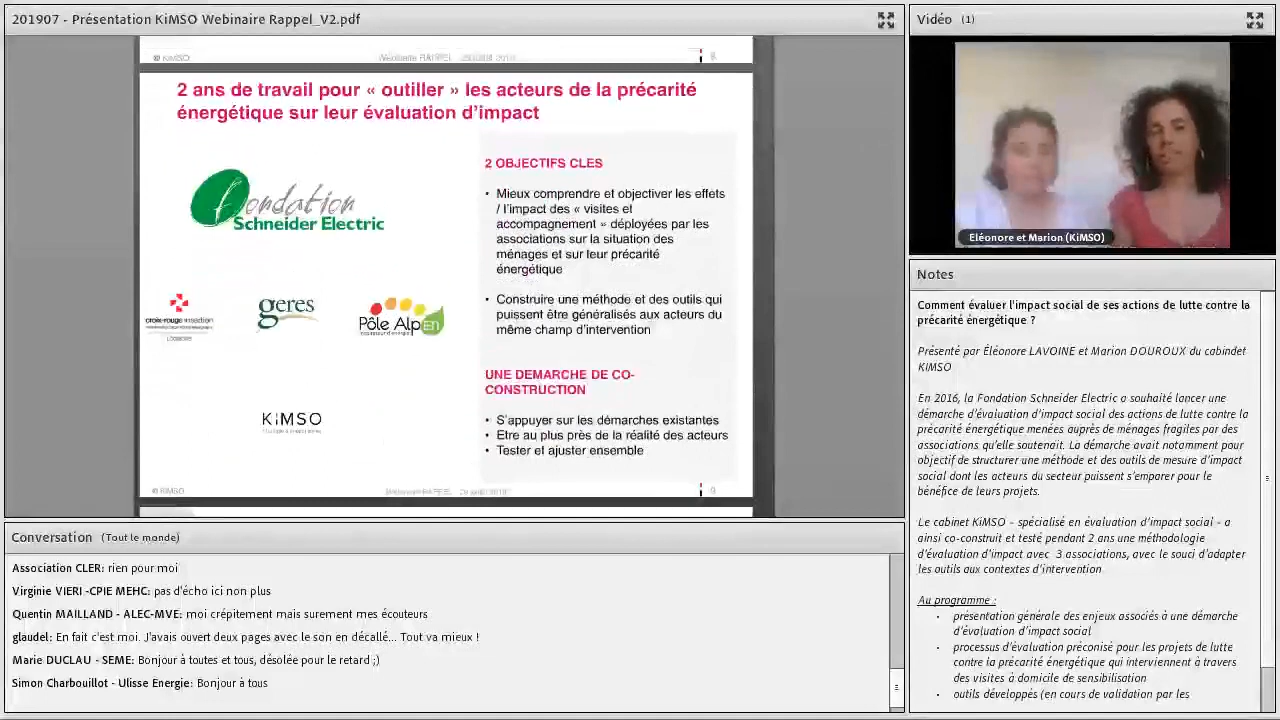 201907 - Présentation KiMSO Webinaire Rappel_V2.pdf
© KiMSO
2 ans de travail pour « outiller » les acteurs de la précarité
énergétique sur leur évaluation d’impact
fondation
Schneider Electric
croix-rouge insertion
geres
Pôle AlpEN
KiMSO
2 OBJECTIFS CLES
• Mieux comprendre et objectiver les effets
/ l’impact des « visites et
accompagnement » déployées par les
associations sur la situation des
ménages et sur leur précarité
énergétique
• Construire une méthode et des outils qui
puissent être généralisés aux acteurs du
même champ d’intervention
UNE DEMARCHE DE CO-
CONSTRUCTION
• S’appuyer sur les démarches existantes
• Etre au plus près de la réalité des acteurs
• Tester et ajuster ensemble
© KiMSO
9
Vidéo (1)
Eléonore et Marion (KiMSO)
Notes
Comment évaluer l'impact social de ses actions de lutte contre la
précarité énergétique ?
Présenté par Éléonore LAVOINE et Marion DOUROUX du cabindet
KIMSO
En 2016, la Fondation Schneider Electric a souhaité lancer une
démarche d'évaluation d'impact social des actions de lutte contre la
précarité énergétique menées auprès de ménages fragiles par des
associations qu'elle soutenait. La démarche avait notamment pour
objectif de structurer une méthode et des outils de mesure d'impact
social dont les acteurs du secteur puissent s'emparer pour le
bénéfice de leurs projets.
Le cabinet KiMSO – spécialisé en évaluation d'impact social – a
ainsi co-construit et testé pendant 2 ans une méthodologie
d'évaluation d'impact avec 3 associations, avec le souci d'adapter
les outils aux contextes d'intervention
Au programme :
• présentation générale des enjeux associés à une démarche
d'évaluation d'impact social
• processus d'évaluation préconisé pour les projets de lutte
contre la précarité énergétique qui interviennent à travers
des visites à domicile de sensibilisation
• outils développés (en cours de validation par les
Conversation (Tout le monde)
Association CLER: rien pour moi
Virginie VIERI -CPIE MEHC: pas d'écho ici non plus
Quentin MAILLAND - ALEC-MVE: moi crépitement mais surement mes écouteurs
glaudel: En fait c'est moi. J'avais ouvert deux pages avec le son en décallé... Tout va mieux !
Marie DUCLAU - SEME: Bonjour à toutes et tous, désolée pour le retard ;)
Simon Charbouillot - Ulisse Energie: Bonjour à tous